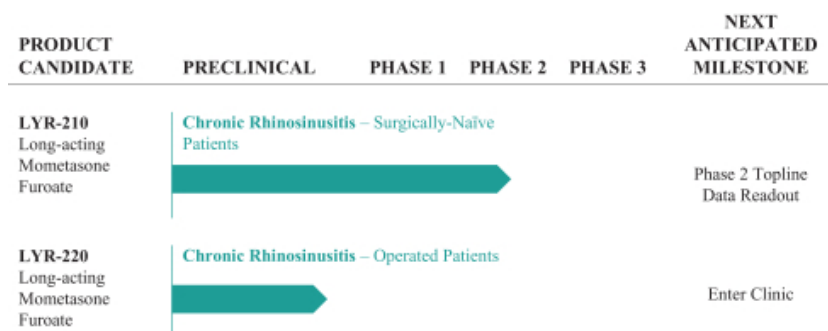 NEXT
PRODUCT ANTICIPATED
CANDIDATE PRECLINICAL PHASE 1 PHASE 2 PHASE 3 MILESTONE
LYR-210 Chronic Rhinosinusitis – Surgically-Naïve
Long-acting Patients
Mometasone
Furoate
Phase 2 Topline
Data Readout
LYR-220 Chronic Rhinosinusitis – Operated Patients
Long-acting
Mometasone
Furoate
Enter Clinic